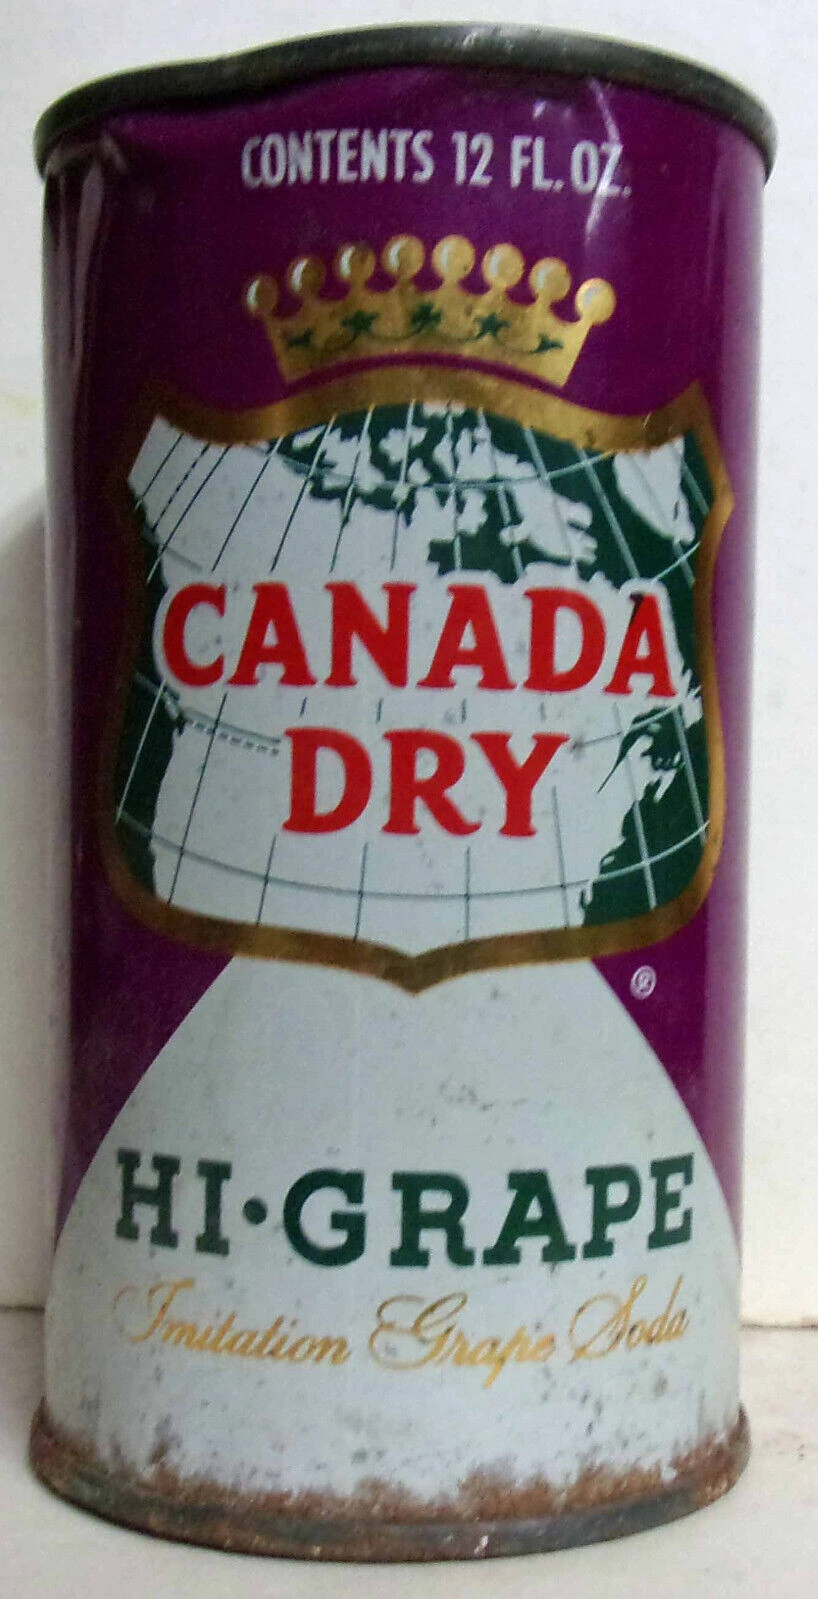 CONTENTS 12 FL. OZ.
CANADA
DRY
®
HI·GRAPE
Imitation Grape Soda